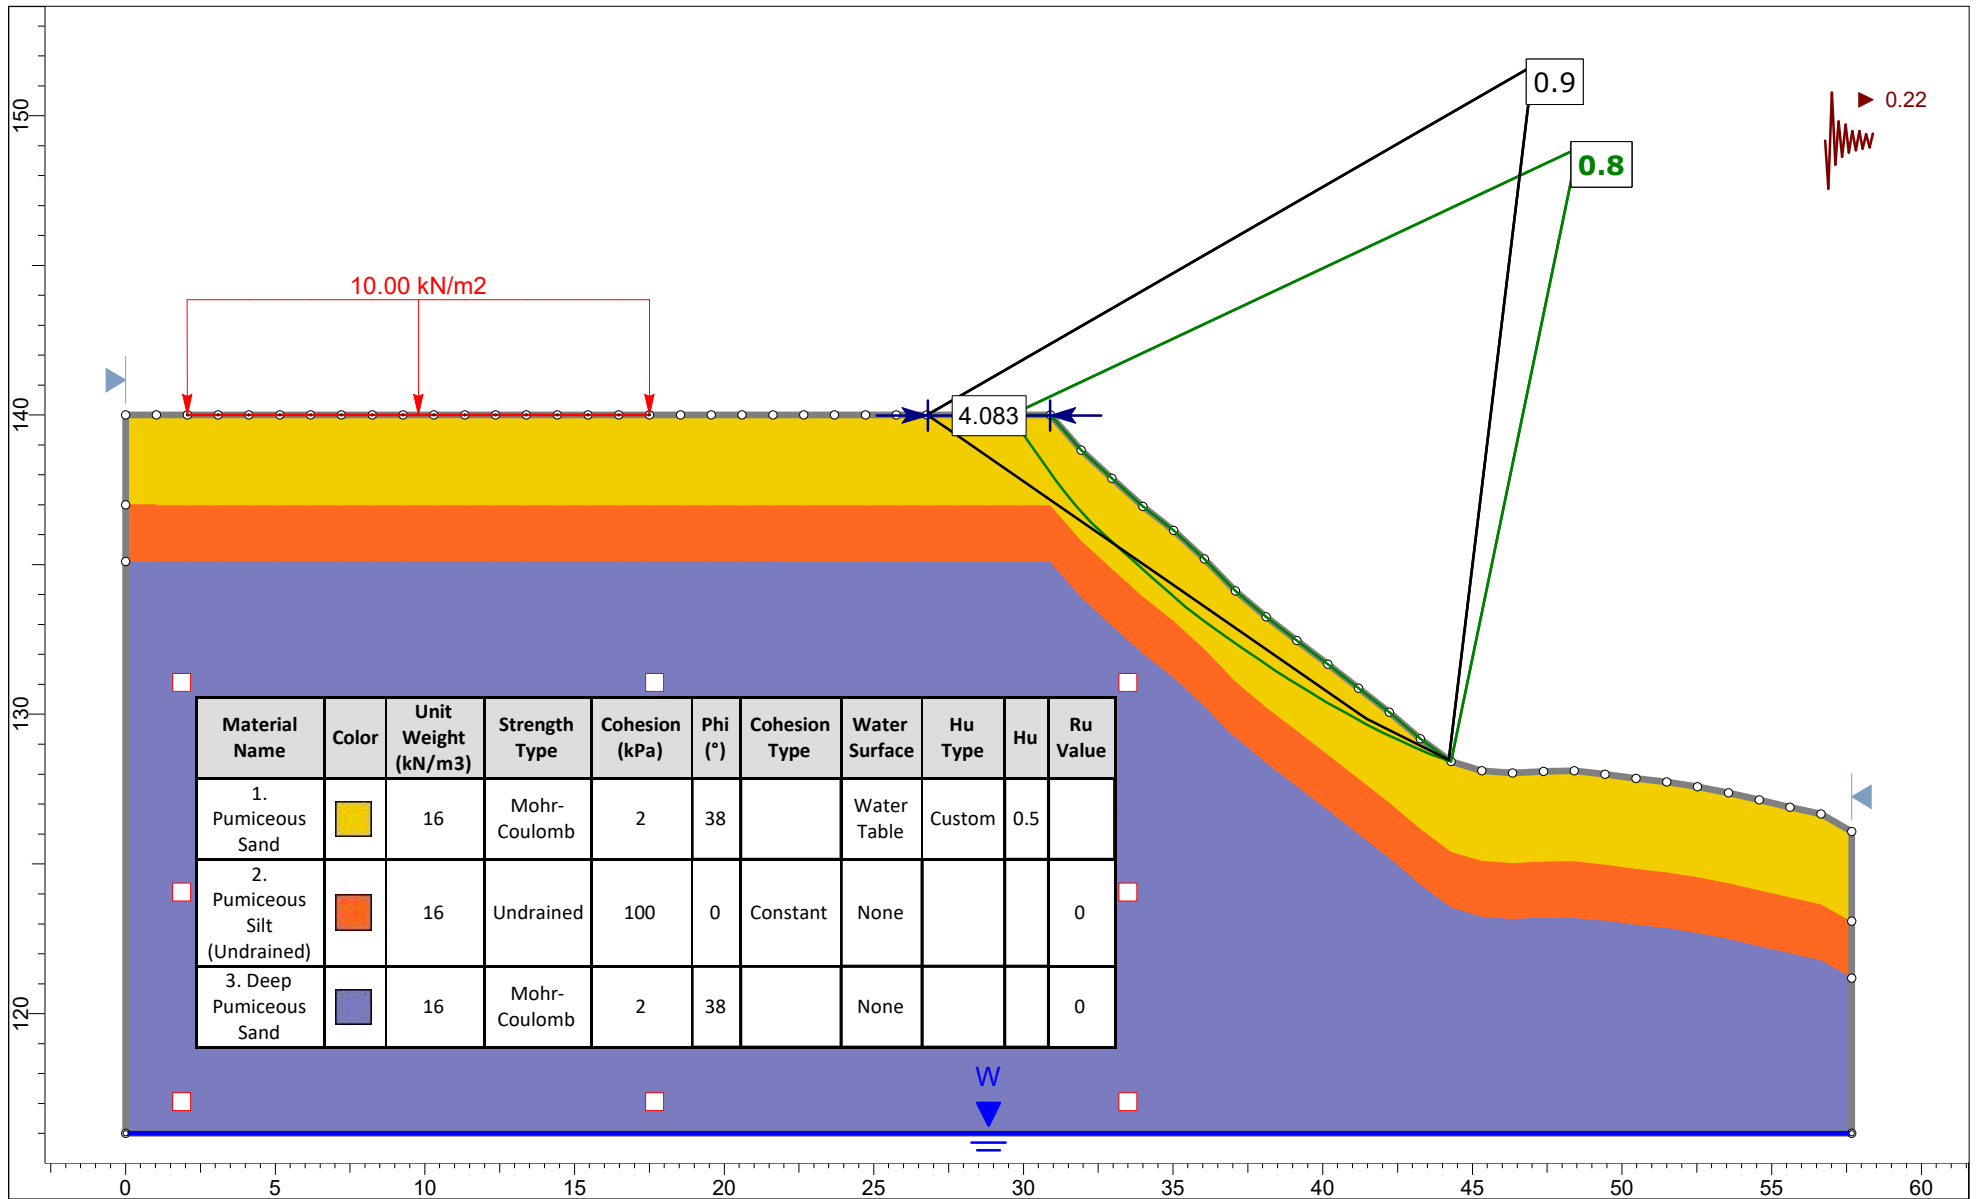 150
140
130
120
0.9
0.22
0.8
10.00 kN/m2
4.083
Material Name Color Unit Weight (kN/m3) Strength Type Cohesion (kPa) Phi (°) Cohesion Type Water Surface Hu Type Hu Ru Value
1. Pumiceous Sand 16 Mohr-Coulomb 2 38 Water Table Custom 0.5
2. Pumiceous Silt (Undrained) 16 Undrained 100 0 Constant None 0
3. Deep Pumiceous Sand 16 Mohr-Coulomb 2 38 None 0
W
0 5 10 15 20 25 30 35 40 45 50 55 60